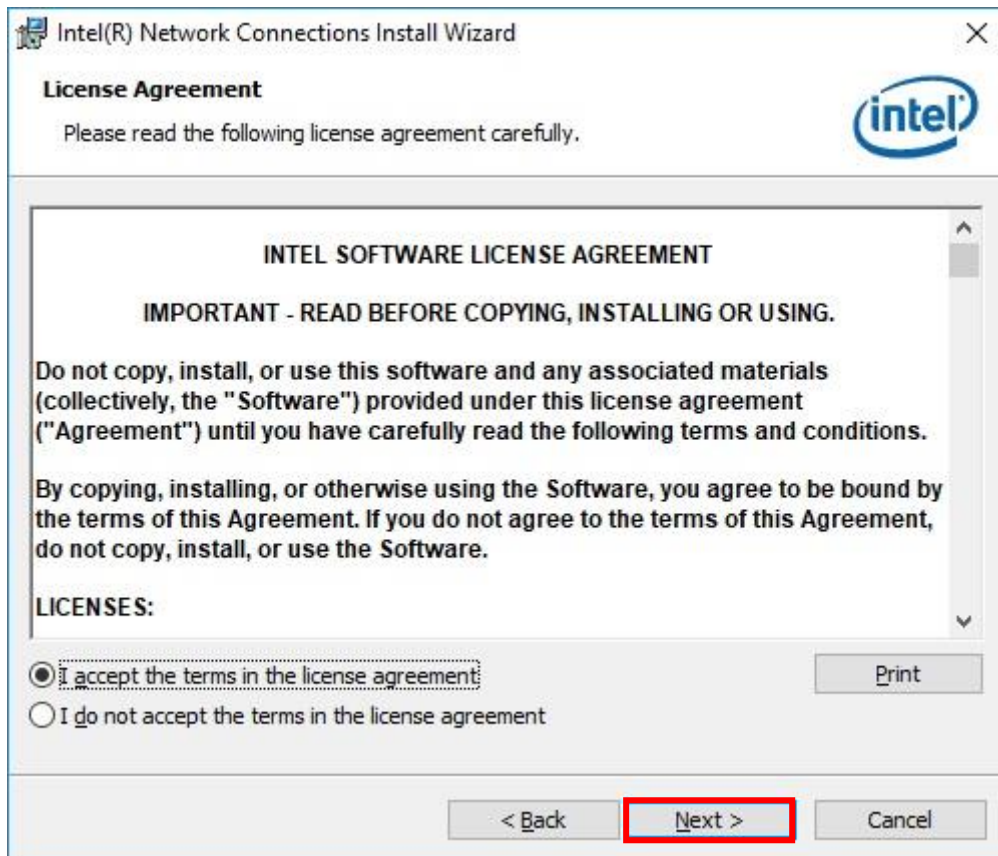 Intel(R) Network Connections Install Wizard
License Agreement
Please read the following license agreement carefully.
intel
INTEL SOFTWARE LICENSE AGREEMENT
IMPORTANT - READ BEFORE COPYING, INSTALLING OR USING.
Do not copy, install, or use this software and any associated materials
(collectively, the "Software") provided under this license agreement
("Agreement") until you have carefully read the following terms and conditions.
By copying, installing, or otherwise using the Software, you agree to be bound by
the terms of this Agreement. If you do not agree to the terms of this Agreement,
do not copy, install, or use the Software.
LICENSES:
I accept the terms in the license agreement
Print
I do not accept the terms in the license agreement
< Back
Next >
Cancel